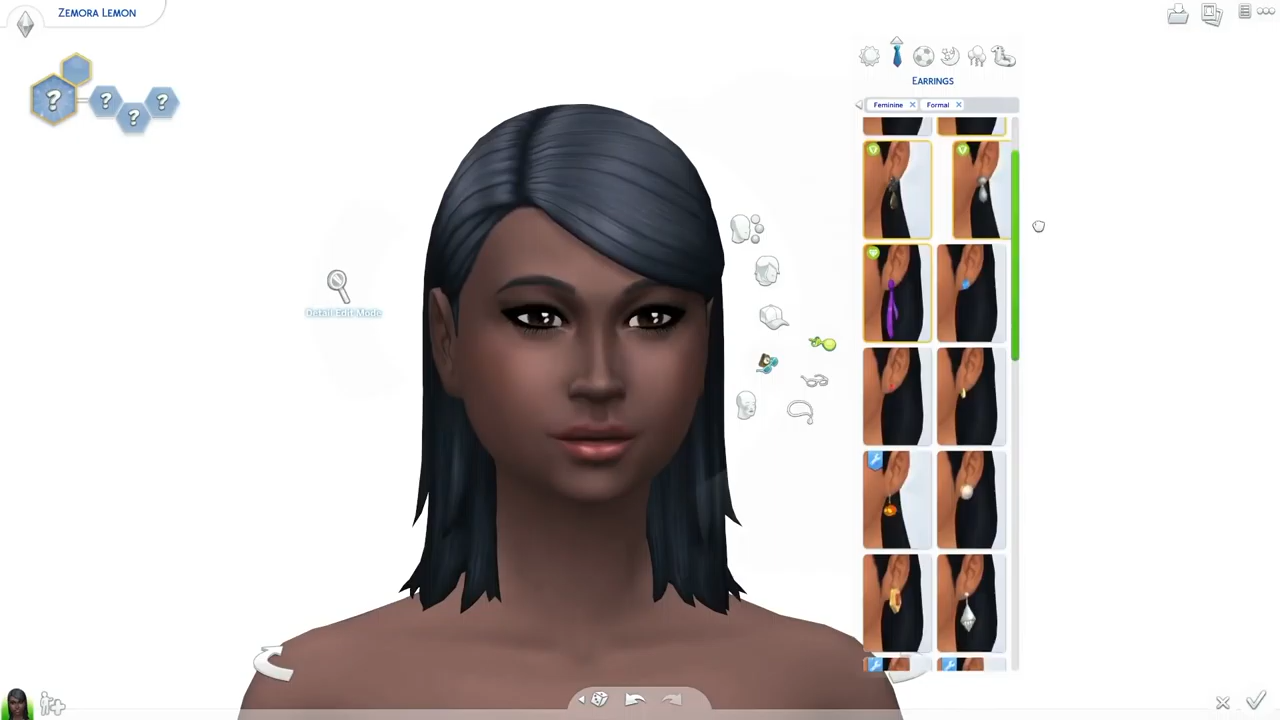 ZEMORA LEMON
EARRINGS
Feminine
Formal
Detail Edit Mode
?
?
?
?